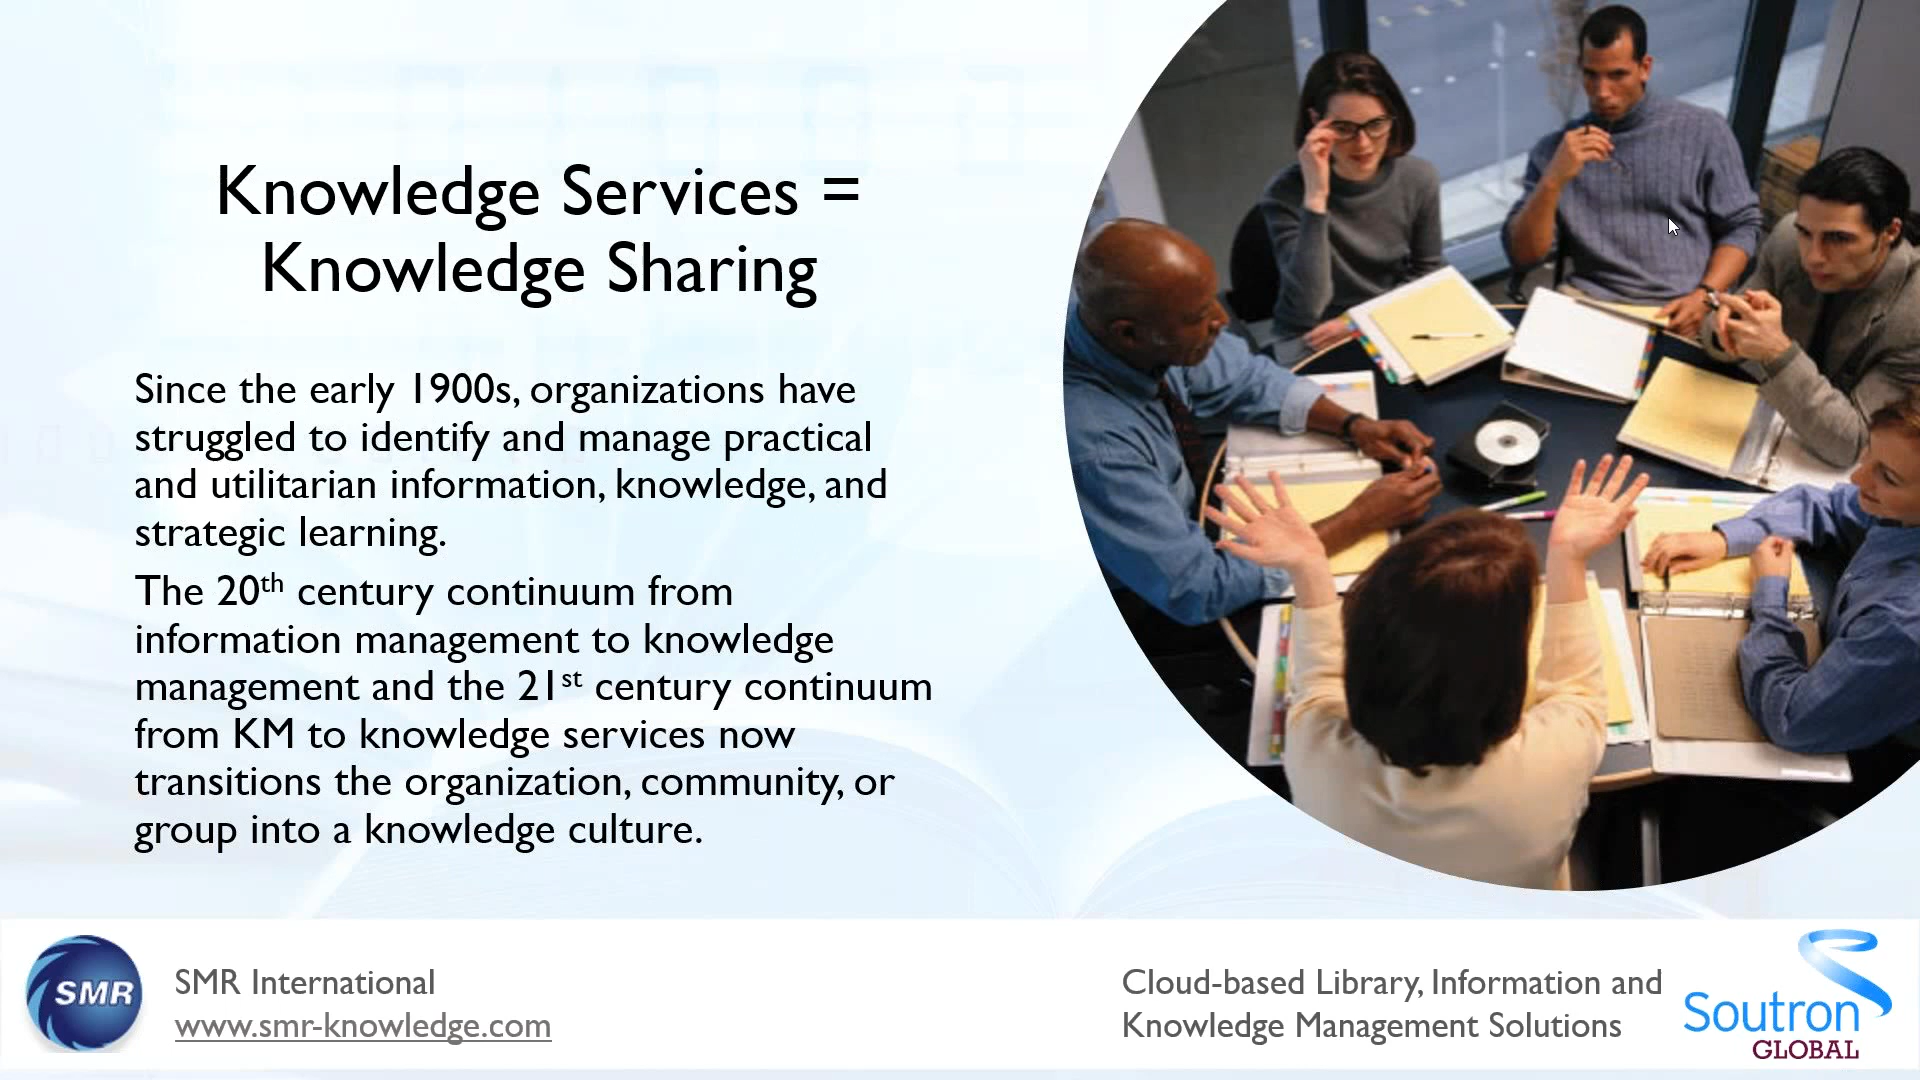 Knowledge Services =
Knowledge Sharing
Since the early 1900s, organizations have
struggled to identify and manage practical
and utilitarian information, knowledge, and
strategic learning.
The 20th century continuum from
information management to knowledge
management and the 21st century continuum
from KM to knowledge services now
transitions the organization, community, or
group into a knowledge culture.
SMR
SMR International
www.smr-knowledge.com
Cloud-based Library, Information and
Knowledge Management Solutions
Soutron
GLOBAL